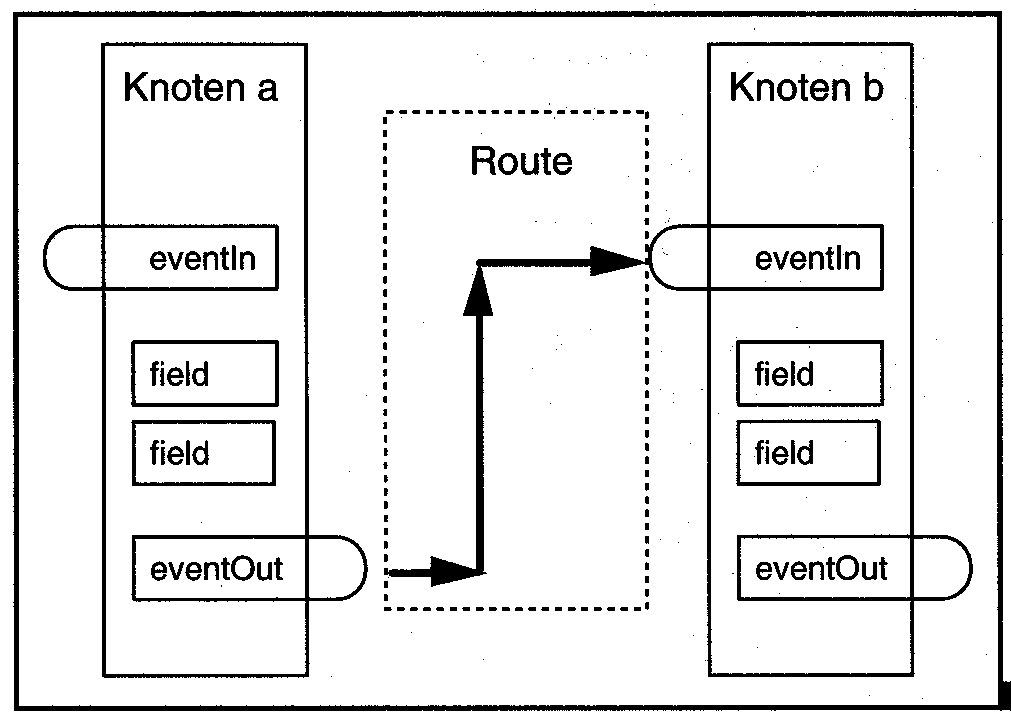 Knoten a
eventIn
field
field
eventOut
Route
Knoten b
eventIn
field
field
eventOut